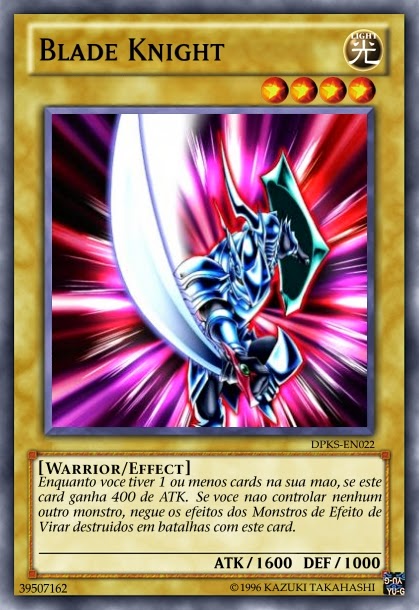 BLADE KNIGHT
LIGHT
光
DPKS-EN022
[WARRIOR/EFFECT]
Enquanto voce tiver 1 ou menos cards na sua mao, se este
card ganha 400 de ATK. Se voce nao controlar nenhum
outro monstro, negue os efeitos dos Monstros de Efeito de
Virar destruidos em batalhas com este card.
ATK / 1600 DEF / 1000
39507162 ©1996 KAZUKI TAKAHASHI